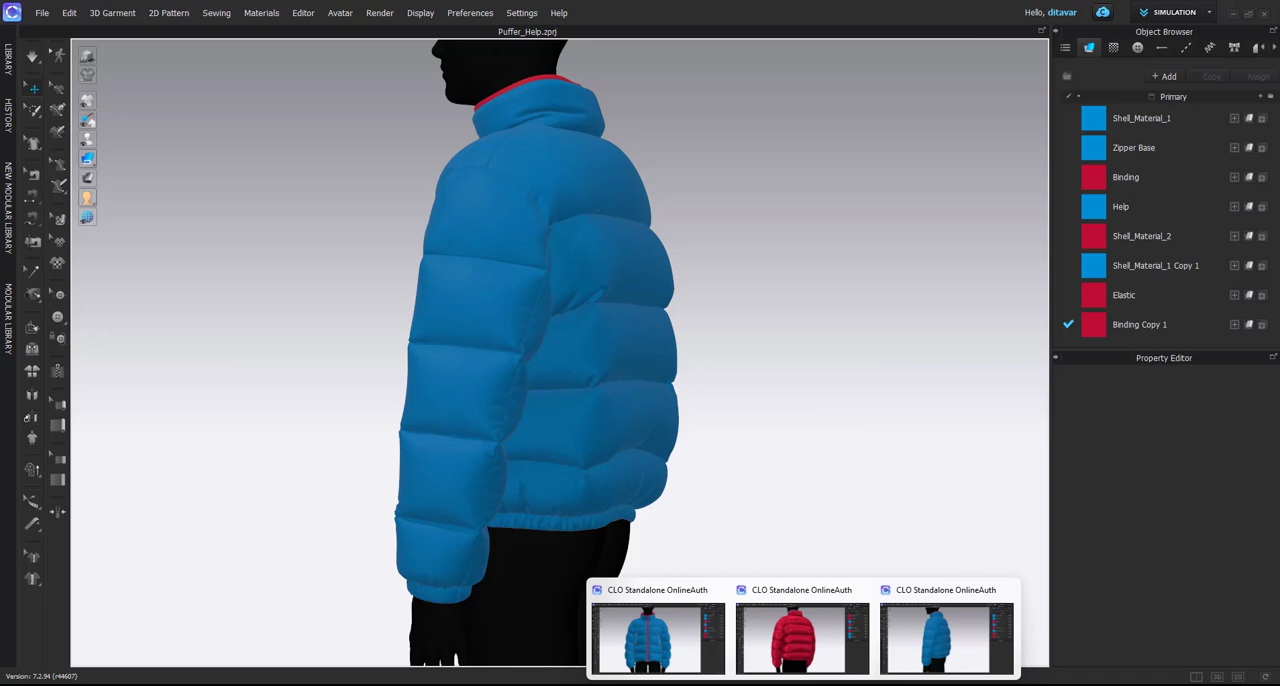 File Edit 3D Garment 2D Pattern Sewing Materials Editor Avatar Render Display Preferences Settings Help
Hello, ditavar
SIMULATION
Puffer_Help.zprj
Object Browser
LIBRARY
HISTORY
NEW MODULAR LIBRARY
MODULAR LIBRARY
+ Add Copy Assign
Primary
Shell_Material_1
Zipper Base
Binding
Help
Shell_Material_2
Shell_Material_1 Copy 1
Elastic
Binding Copy 1
Property Editor
CLO Standalone OnlineAuth CLO Standalone OnlineAuth CLO Standalone OnlineAuth
Version: 7.2.94 (r44607)
3D 2D